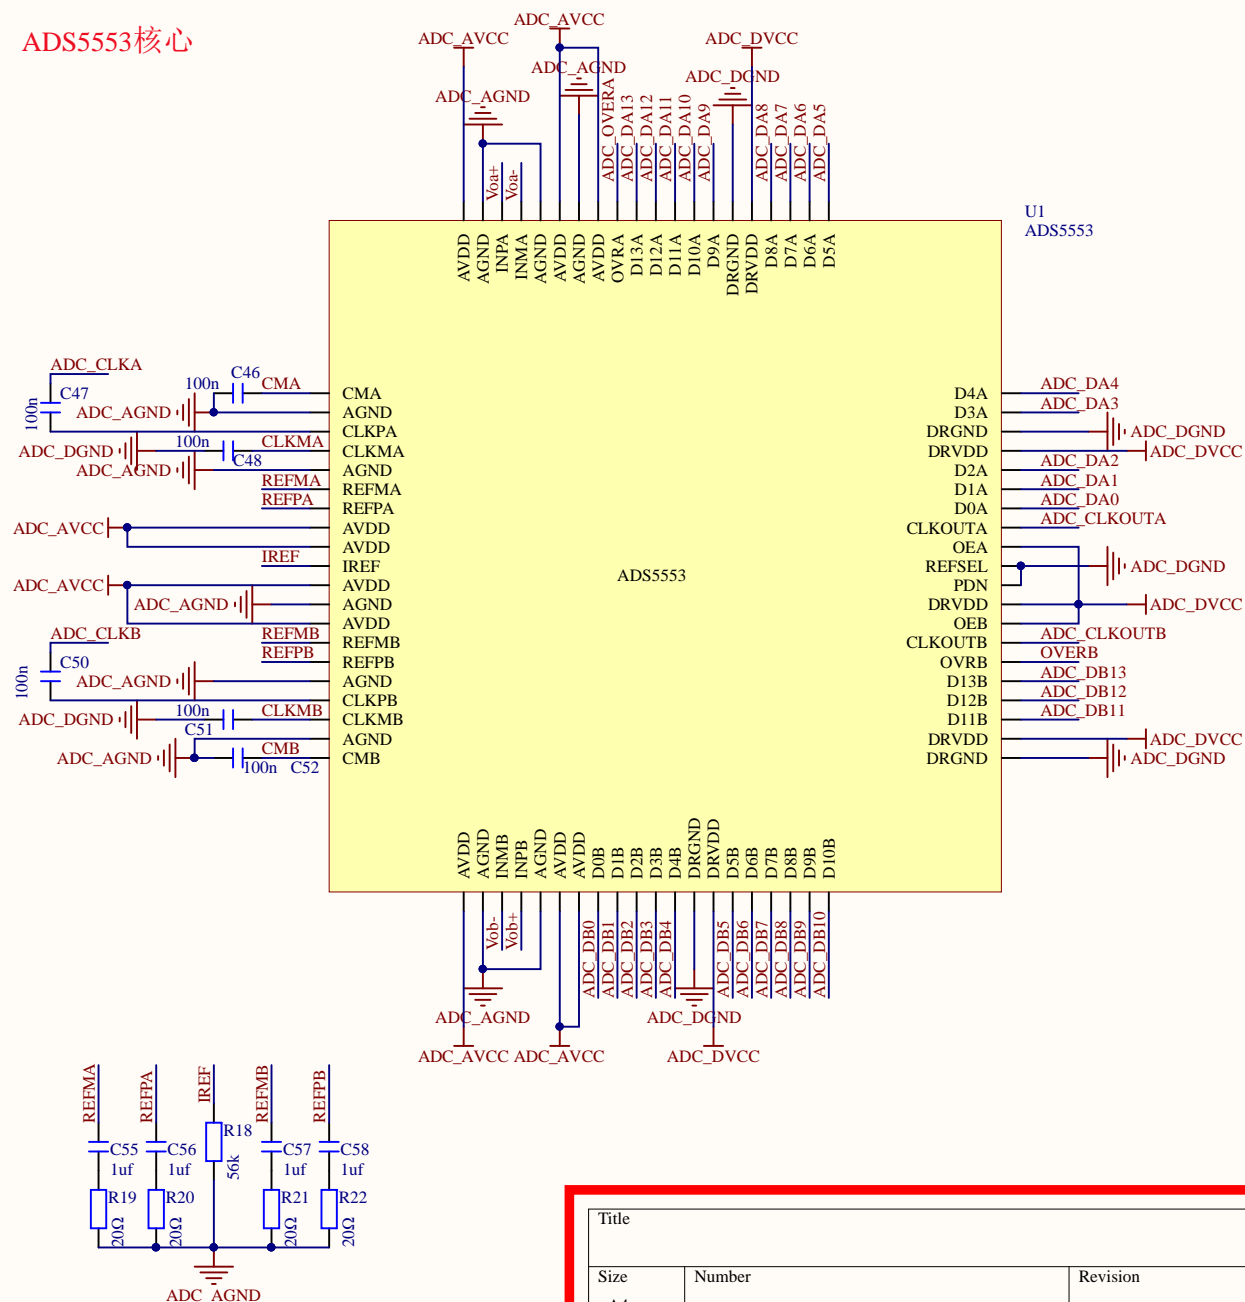 ADS5553核心
ADC_AVCC
ADC_AVCC
ADC_DVCC
ADC_AGND
ADC_DGND
ADC_AGND
Voa+
Voa-
ADC_OVERA
ADC_DA13
ADC_DA12
ADC_DA11
ADC_DA10
ADC_DA9
ADC_DA8
ADC_DA7
ADC_DA6
ADC_DA5
U1
ADS5553
AVDD
AGND
INPA
INMA
AGND
AVDD
AGND
AVDD
OVRA
D13A
D12A
D11A
D10A
D9A
DRGND
DRVDD
D8A
D7A
D6A
D5A
ADC_CLKA
C47
100n
100n
C46
CMA
ADC_AGND
ADC_DGND
100n
CLKMA
C48
ADC_AGND
REFMA
REFPA
ADC_AVCC
IREF
ADC_AVCC
ADC_AGND
ADC_CLKB
C50
100n
REFMB
REFPB
ADC_AGND
ADC_DGND
100n
CLKMB
C51
ADC_AGND
CMB
100n
C52
CMA
AGND
CLKPA
CLKMA
AGND
REFMA
REFPA
AVDD
AVDD
IREF
AVDD
AGND
AVDD
REFMB
REFPB
AGND
CLKPB
CLKMB
AGND
CMB
ADS5553
D4A
D3A
DRGND
DRVDD
D2A
D1A
D0A
CLKOUTA
OEA
REFSEL
PDN
DRVDD
OEB
CLKOUTB
OVRB
D13B
D12B
D11B
DRVDD
DRGND
ADC_DA4
ADC_DA3
ADC_DGND
ADC_DVCC
ADC_DA2
ADC_DA1
ADC_DA0
ADC_CLKOUTA
ADC_DGND
ADC_DVCC
ADC_CLKOUTB
OVERB
ADC_DB13
ADC_DB12
ADC_DB11
ADC_DVCC
ADC_DGND
AVDD
AGND
INMB
INPB
AGND
AVDD
AVDD
D0B
D1B
D2B
D3B
D4B
DRGND
DRVDD
D5B
D6B
D7B
D8B
D9B
D10B
Vob-
Vob+
ADC_DB0
ADC_DB1
ADC_DB2
ADC_DB3
ADC_DB4
ADC_DB5
ADC_DB6
ADC_DB7
ADC_DB8
ADC_DB9
ADC_DB10
ADC_AGND
ADC_DGND
ADC_AVCC
ADC_AVCC
ADC_DVCC
REFMA
REFPA
IREF
REFMB
REFPB
C55
1uf
C56
1uf
R18
56k
C57
1uf
C58
1uf
R19
20Ω
R20
20Ω
R21
20Ω
R22
20Ω
ADC_AGND
Title
Size
Number
Revision